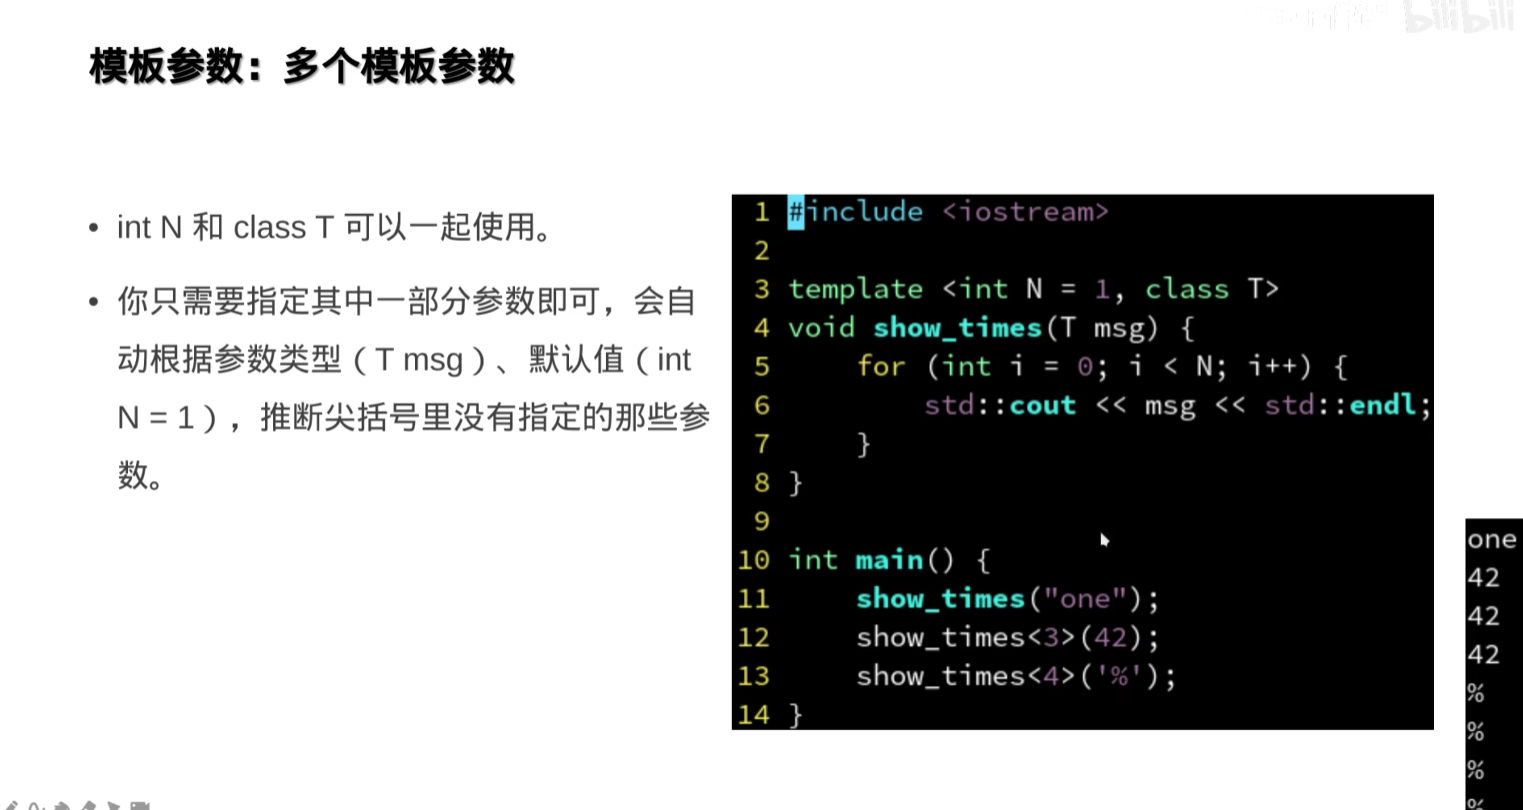 bilibili
模板参数：多个模板参数
• int N 和 class T 可以一起使用。
• 你只需要指定其中一部分参数即可，会自
动根据参数类型（T msg）、默认值（int
N = 1），推断尖括号里没有指定的那些参
数。
1 #include <iostream>
2
3 template <int N = 1, class T>
4 void show_times(T msg) {
5     for (int i = 0; i < N; i++) {
6         std::cout << msg << std::endl;
7     }
8 }
9
10 int main() {
11     show_times("one");
12     show_times<3>(42);
13     show_times<4>('%');
14 }
one
42
42
42
%
%
%
%